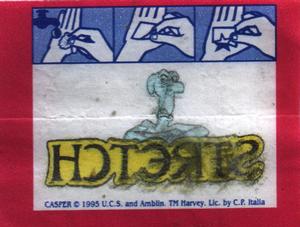 STRETCH
CASPER © 1995 U.C.S. and Amblin. TM Harvey. Lic. by C.P. Italia